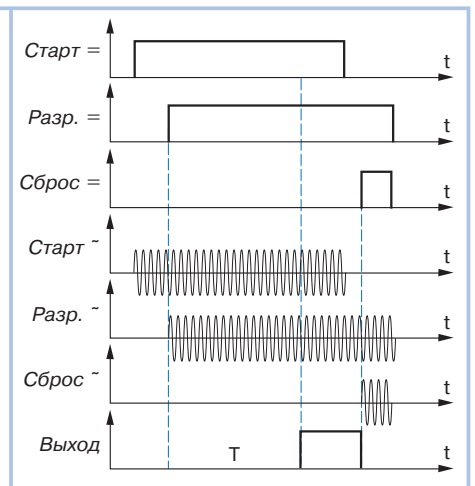 Старт =
t
Разр. =
t
Сброс =
t
Старт ~
t
Разр. ~
t
Сброс ~
t
Выход
T
t